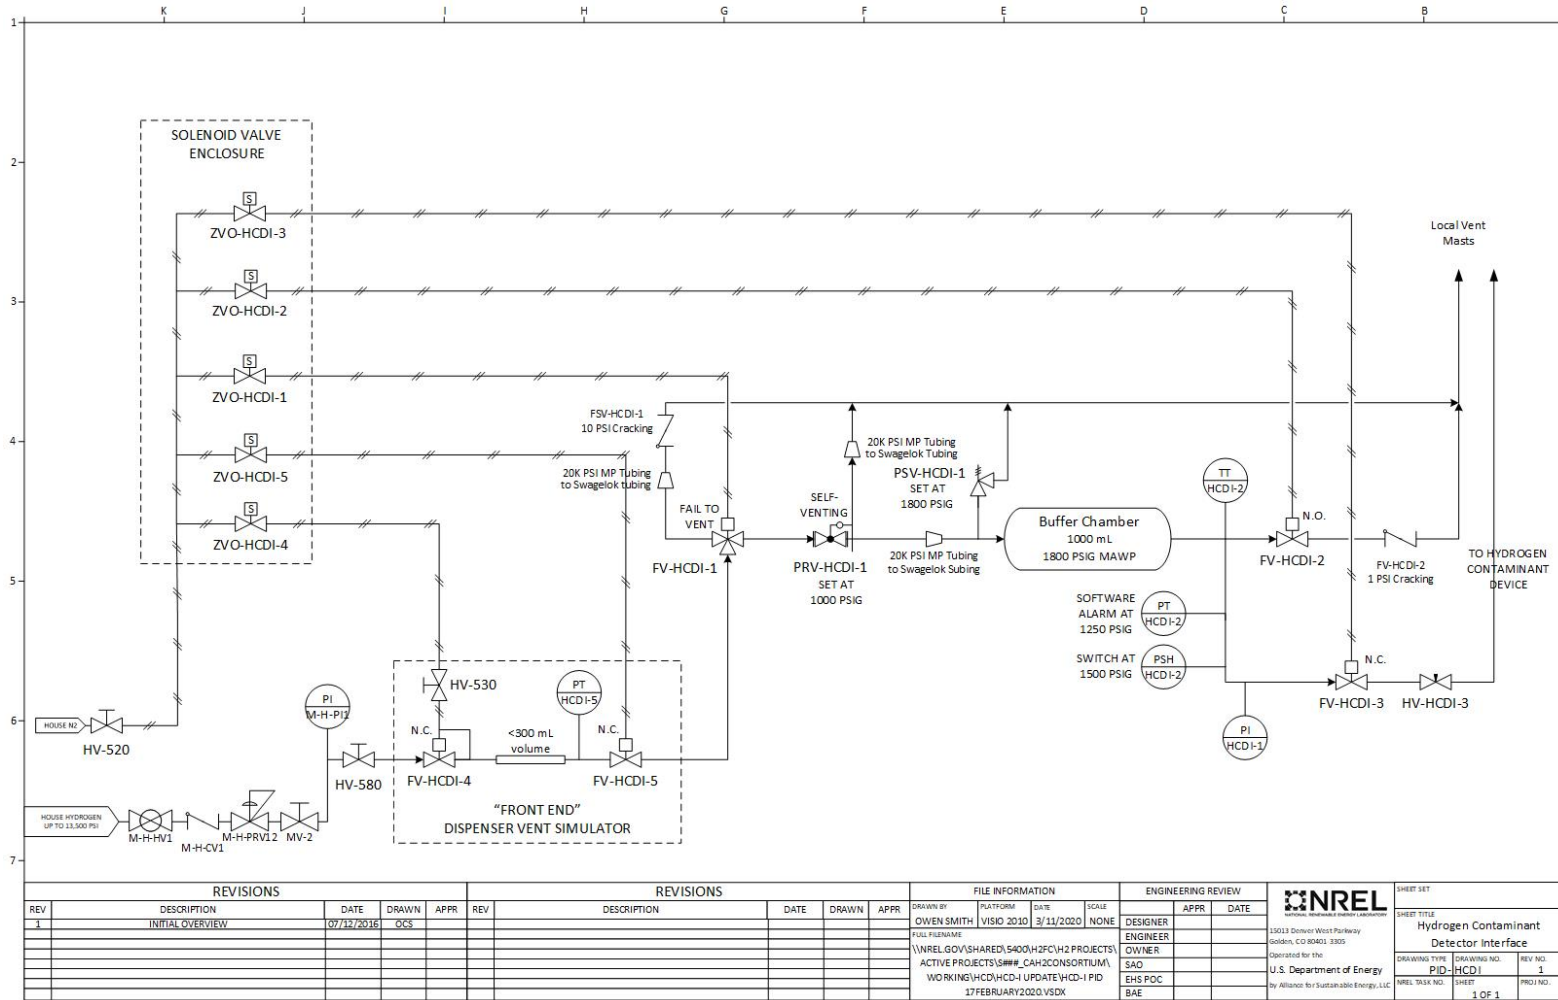 K J I G F E D C B
1
2
3
4
5
6
7
SOLENOID VALVE
ENCLOSURE
S
ZVO-HCDI-3
S
ZVO-HCDI-2
S
ZVO-HCDI-1
S
ZVO-HCDI-5
S
ZVO-HCDI-4
Local Vent
Masts
FSV-HCDI-1
10 PSI Cracking
20K PSI MP Tubing
to Swagelok tubing
FAIL TO
VENT
FV-HCDI-1
20K PSI MP Tubing
to Swagelok Tubing
SELF-
VENTING
PRV-HCDI-1
SET AT
1000 PSIG
PSV-HCDI-1
SET AT
1800 PSIG
20K PSI MP Tubing
to Swagelok Subing
Buffer Chamber
1000 mL
1800 PSIG MAWP
TT
HCDI-2
N.O.
FV-HCDI-2
FV-HCDI-2
1 PSI Cracking
TO HYDROGEN
CONTAMINANT
DEVICE
SOFTWARE
ALARM AT
1250 PSIG
PT
HCDI-2
SWITCH AT
1500 PSIG
PSH
HCDI-2
N.C.
FV-HCDI-3
HV-HCDI-3
PI
HCDI-1
HOUSE N2
HV-520
PI
M-H-PI1
HV-580
HV-530
N.C.
FV-HCDI-4
<300 mL
volume
PT
HCDI-5
N.C.
FV-HCDI-5
"FRONT END"
DISPENSER VENT SIMULATOR
HOUSE HYDROGEN
UP TO 13,500 PSI
M-H-HV1
M-H-CV1
M-H-PRV12
MV-2
REVISIONS
REV DESCRIPTION DATE DRAWN APPR
1 INITIAL OVERVIEW 07/12/2016 OCS
REVISIONS
REV DESCRIPTION DATE DRAWN APPR
FILE INFORMATION
DRAWN BY PLATFORM DATE SCALE
OWEN SMITH VISIO 2010 3/11/2020 NONE
FULL FILENAME
\\NREL.GOV\SHARED\5400\H2FC\H2 PROJECTS\
ACTIVE PROJECTS\S###_CAH2CONSORTIUM\
WORKING\HCD\HCD-I UPDATE\HCD-I PID
17FEBRUARY2020.VSDX
ENGINEERING REVIEW
APPR DATE
DESIGNER
ENGINEER
OWNER
SAO
EHS POC
BAE
NREL
NATIONAL RENEWABLE ENERGY LABORATORY
15013 Denver West Parkway
Golden, CO 80401-3305
Operated for the
U.S. Department of Energy
by Alliance for Sustainable Energy, LLC
SHEET SET
SHEET TITLE
Hydrogen Contaminant
Detector Interface
DRAWING TYPE DRAWING NO. REV NO.
PID- HCDI 1
NREL TASK NO. SHEET PROJ NO.
1 OF 1